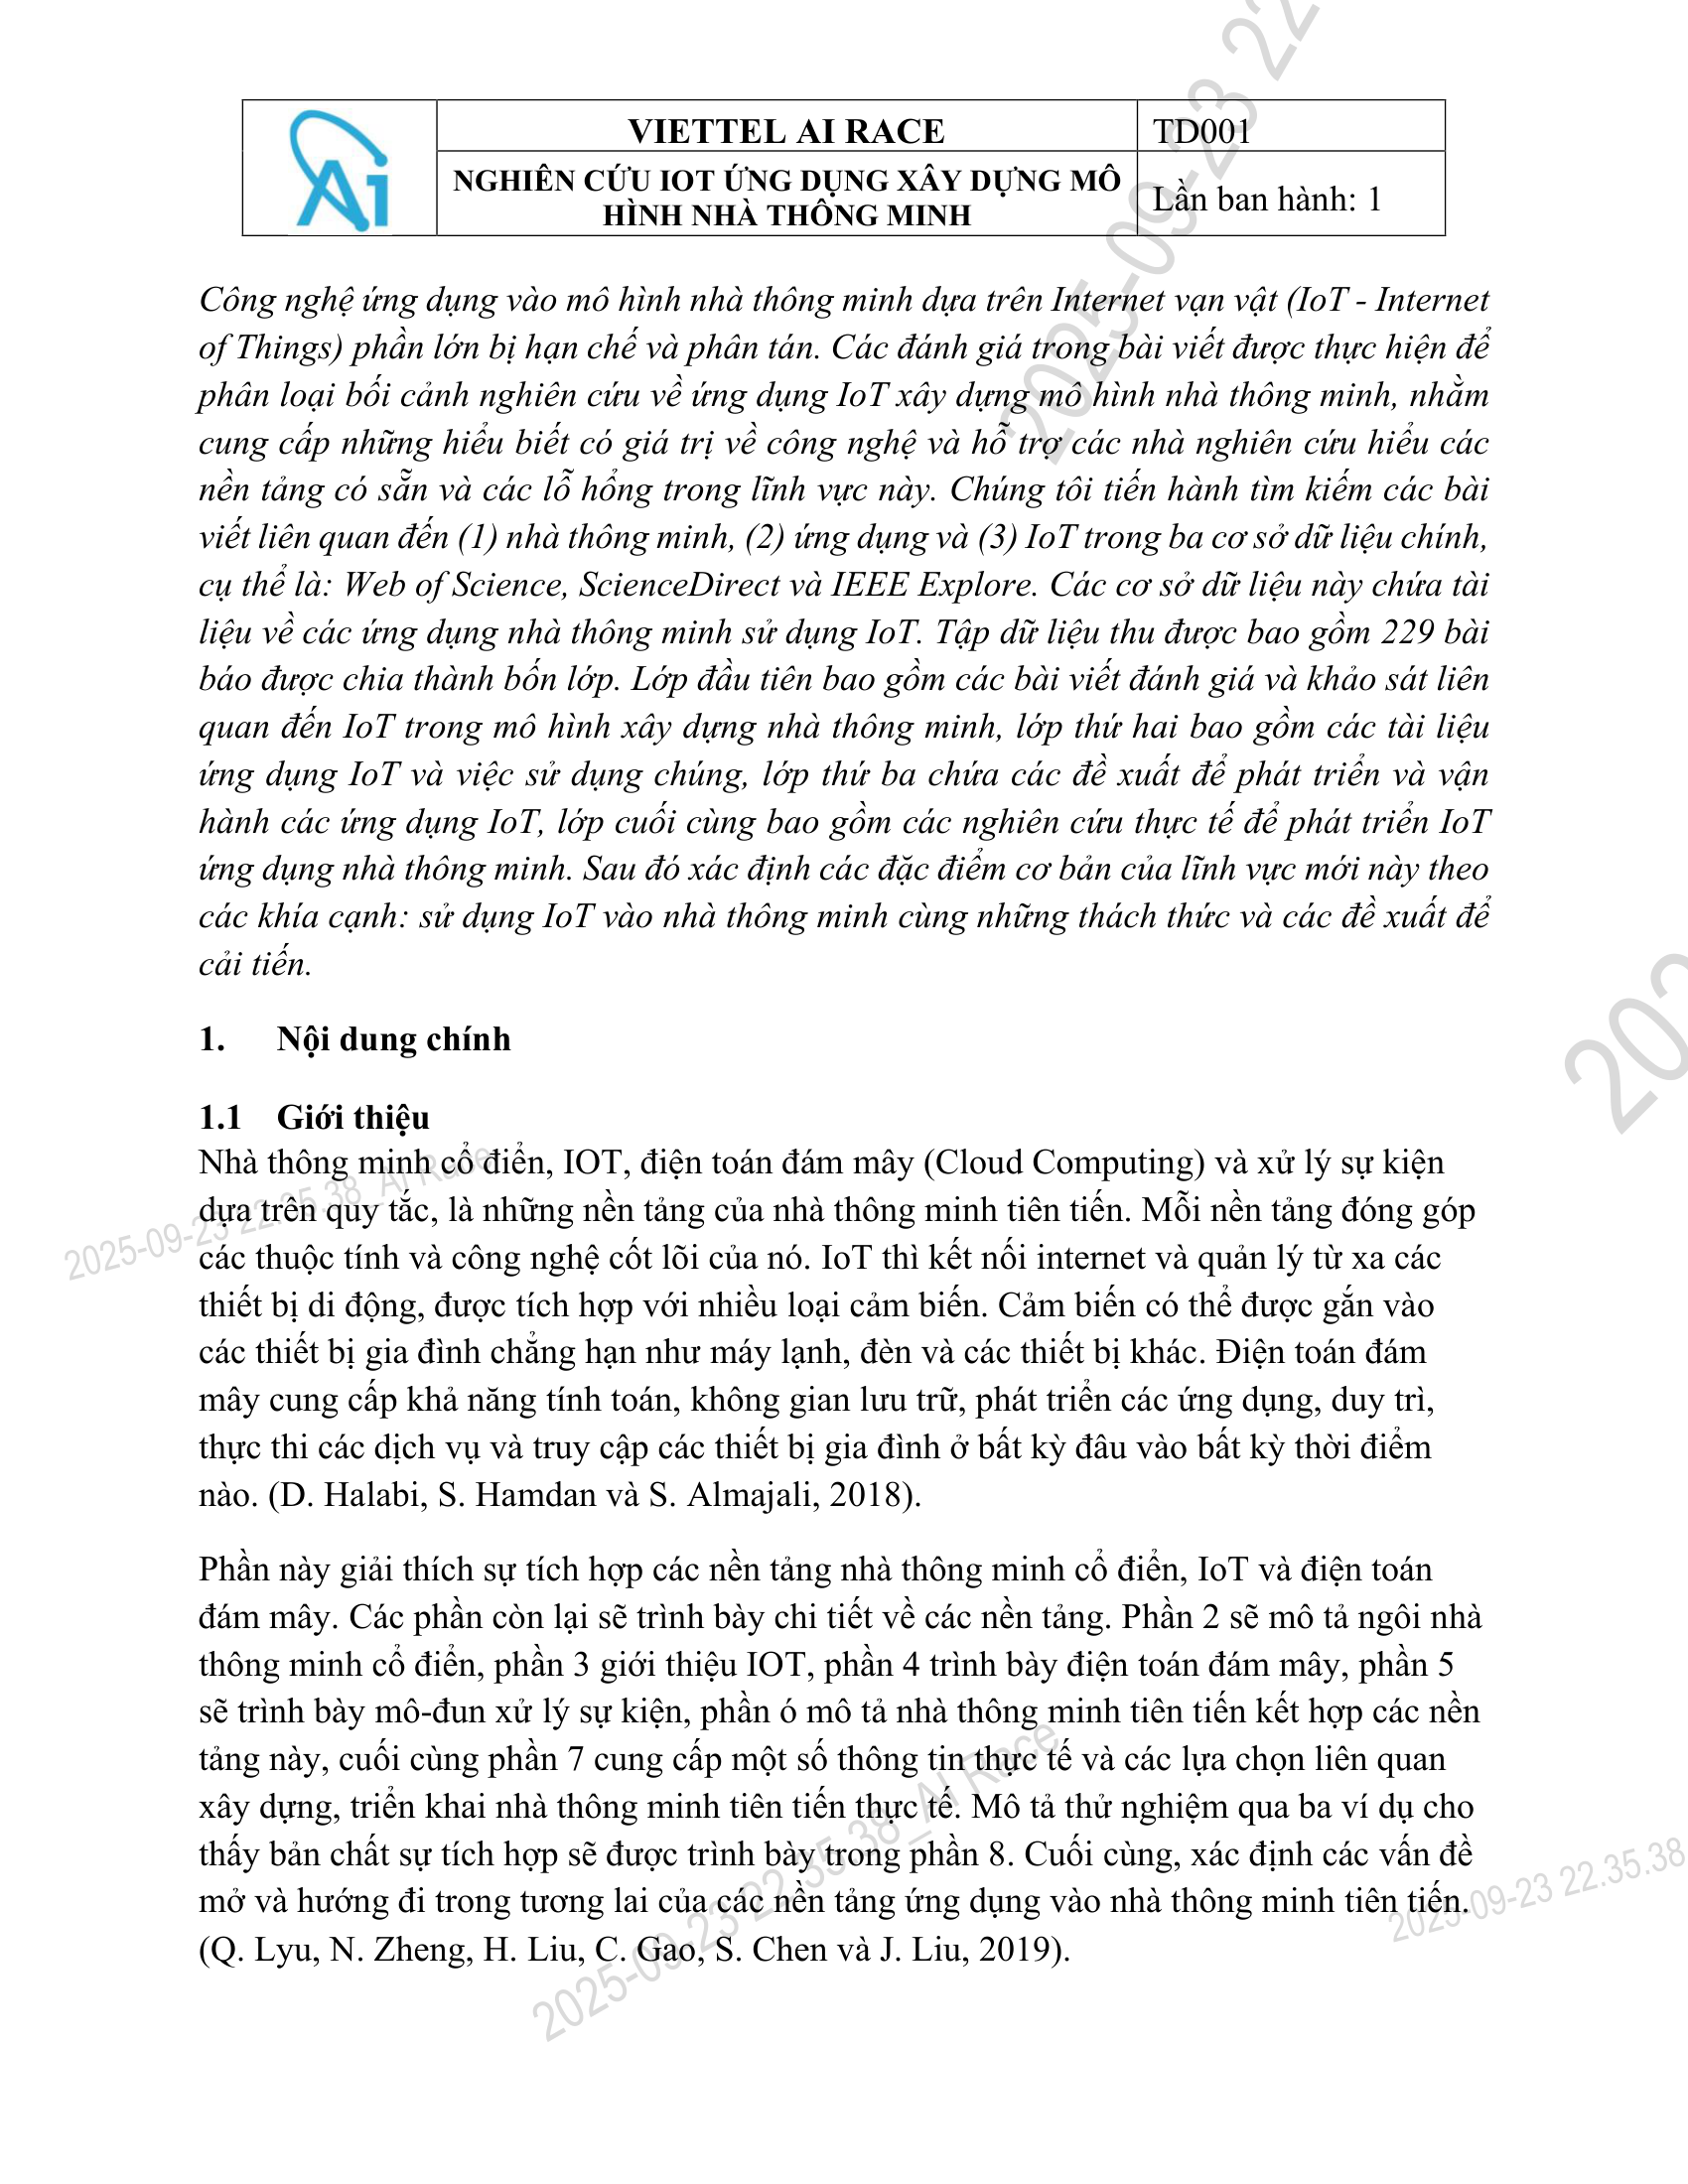 Ai
VIETTEL AI RACE
TD001
NGHIÊN CỨU IOT ỨNG DỤNG XÂY DỰNG MÔ
HÌNH NHÀ THÔNG MINH
Lần ban hành: 1
Công nghệ ứng dụng vào mô hình nhà thông minh dựa trên Internet vạn vật (IoT - Internet
of Things) phần lớn bị hạn chế và phân tán. Các đánh giá trong bài viết được thực hiện để
phân loại bối cảnh nghiên cứu về ứng dụng IoT xây dựng mô hình nhà thông minh, nhằm
cung cấp những hiểu biết có giá trị về công nghệ và hỗ trợ các nhà nghiên cứu hiểu các
nền tảng có sẵn và các lỗ hổng trong lĩnh vực này. Chúng tôi tiến hành tìm kiếm các bài
viết liên quan đến (1) nhà thông minh, (2) ứng dụng và (3) IoT trong ba cơ sở dữ liệu chính,
cụ thể là: Web of Science, ScienceDirect và IEEE Explore. Các cơ sở dữ liệu này chứa tài
liệu về các ứng dụng nhà thông minh sử dụng IoT. Tập dữ liệu thu được bao gồm 229 bài
báo được chia thành bốn lớp. Lớp đầu tiên bao gồm các bài viết đánh giá và khảo sát liên
quan đến IoT trong mô hình xây dựng nhà thông minh, lớp thứ hai bao gồm các tài liệu
ứng dụng IoT và việc sử dụng chúng, lớp thứ ba chứa các đề xuất để phát triển và vận
hành các ứng dụng IoT, lớp cuối cùng bao gồm các nghiên cứu thực tế để phát triển IoT
ứng dụng nhà thông minh. Sau đó xác định các đặc điểm cơ bản của lĩnh vực mới này theo
các khía cạnh: sử dụng IoT vào nhà thông minh cùng những thách thức và các đề xuất để
cải tiến.
1. Nội dung chính
1.1 Giới thiệu
Nhà thông minh cổ điển, IOT, điện toán đám mây (Cloud Computing) và xử lý sự kiện
dựa trên quy tắc, là những nền tảng của nhà thông minh tiên tiến. Mỗi nền tảng đóng góp
các thuộc tính và công nghệ cốt lõi của nó. IoT thì kết nối internet và quản lý từ xa các
thiết bị di động, được tích hợp với nhiều loại cảm biến. Cảm biến có thể được gắn vào
các thiết bị gia đình chẳng hạn như máy lạnh, đèn và các thiết bị khác. Điện toán đám
mây cung cấp khả năng tính toán, không gian lưu trữ, phát triển các ứng dụng, duy trì,
thực thi các dịch vụ và truy cập các thiết bị gia đình ở bất kỳ đâu vào bất kỳ thời điểm
nào. (D. Halabi, S. Hamdan và S. Almajali, 2018).
Phần này giải thích sự tích hợp các nền tảng nhà thông minh cổ điển, IoT và điện toán
đám mây. Các phần còn lại sẽ trình bày chi tiết về các nền tảng. Phần 2 sẽ mô tả ngôi nhà
thông minh cổ điển, phần 3 giới thiệu IOT, phần 4 trình bày điện toán đám mây, phần 5
sẽ trình bày mô-đun xử lý sự kiện, phần ó mô tả nhà thông minh tiên tiến kết hợp các nền
tảng này, cuối cùng phần 7 cung cấp một số thông tin thực tế và các lựa chọn liên quan
xây dựng, triển khai nhà thông minh tiên tiến thực tế. Mô tả thử nghiệm qua ba ví dụ cho
thấy bản chất sự tích hợp sẽ được trình bày trong phần 8. Cuối cùng, xác định các vấn đề
mở và hướng đi trong tương lai của các nền tảng ứng dụng vào nhà thông minh tiên tiến.
(Q. Lyu, N. Zheng, H. Liu, C. Gao, S. Chen và J. Liu, 2019).
2025-09-23 22
202
2025-09-23 22.35.38_AI Race
2025-09-23 22.35.38_AI Race
2025-09-23 22.35.38